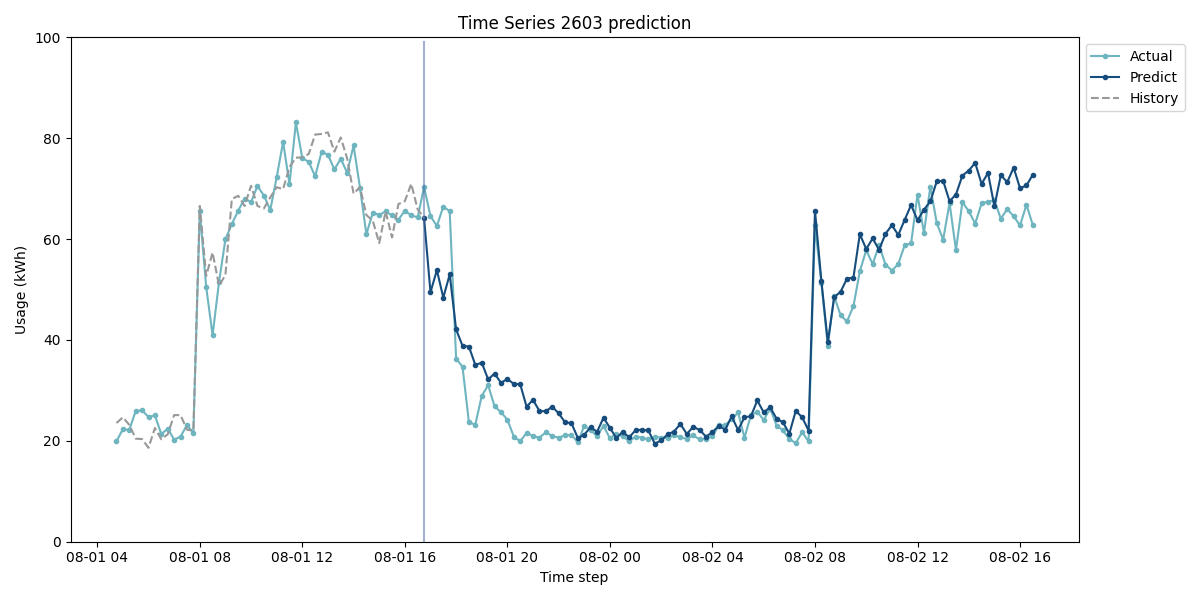 Time Series 2603 prediction
100
80
60
40
20
0
Usage (kWh)
08-01 04 08-01 08 08-01 12 08-01 16 08-01 20 08-02 00 08-02 04 08-02 08 08-02 12 08-02 16
Time step
Actual
Predict
History